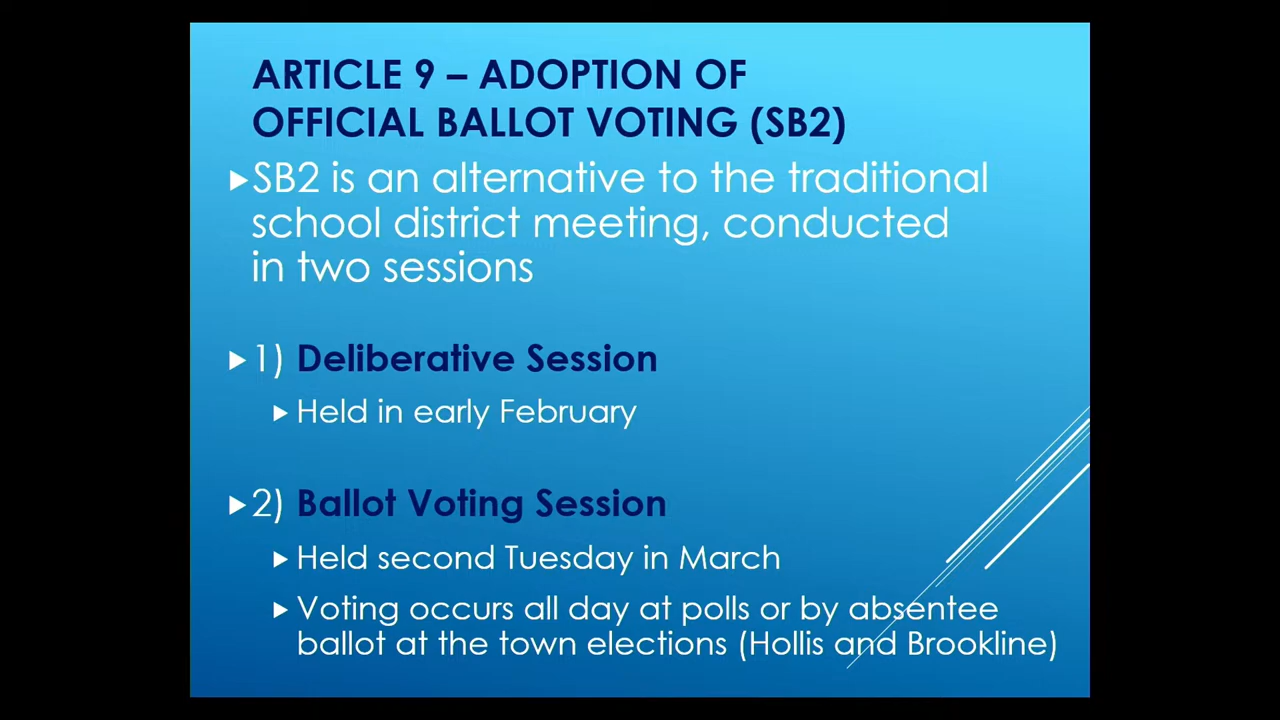 ARTICLE 9 – ADOPTION OF
OFFICIAL BALLOT VOTING (SB2)
SB2 is an alternative to the traditional
school district meeting, conducted
in two sessions
1) Deliberative Session
Held in early February
2) Ballot Voting Session
Held second Tuesday in March
Voting occurs all day at polls or by absentee
ballot at the town elections (Hollis and Brookline)